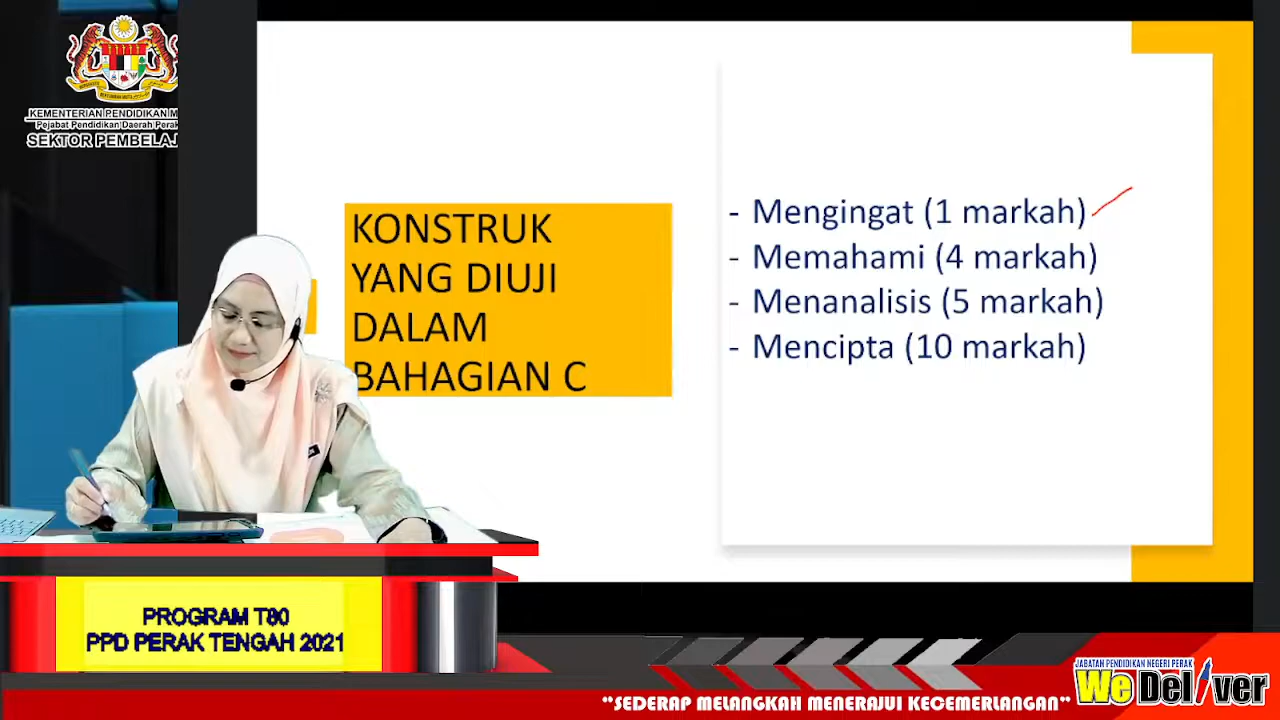 KEMENTERIAN PENDIDIKAN
Pejabat Pendidikan Daerah Perak
SEKTOR
KONSTRUK
YANG DIUJI
DALAM
BAHAGIAN C
- Mengingat (1 markah)
- Memahami (4 markah)
- Menanalisis (5 markah)
- Mencipta (10 markah)
PROGRAM T80
PPD PERAK TENGAH 2021
JABATAN PENDIDIKAN NEGERI PERAK
We Deliver
"SEDERAP MELANGKAH MENERAJUI KECEMERLANGAN"